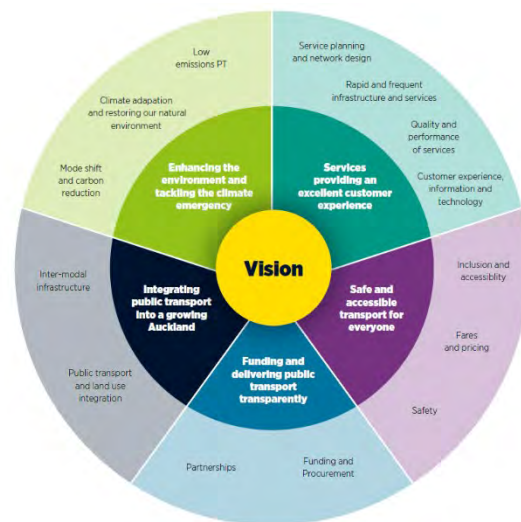 Low
emissions PT
Climate adapation
and restoring our natural
environment
Mode shift
and carbon
reduction
Enhancing the
environment and
tackling the climate
emergency
Service planning
and network design
Rapid and frequent
infrastructure and services
Quality and
performance
of services
Customer experience,
information and
technology
Services
providing an
excellent customer
experience
Vision
Inter-modal
infrastructure
Public transport
and land use
integration
Integrating
public transport
into a growing
Auckland
Safe and
accessible
transport for
everyone
Inclusion and
accessiblity
Fares
and pricing
Safety
Funding and
delivering public
transport
transparently
Partnerships
Funding and
Procurement